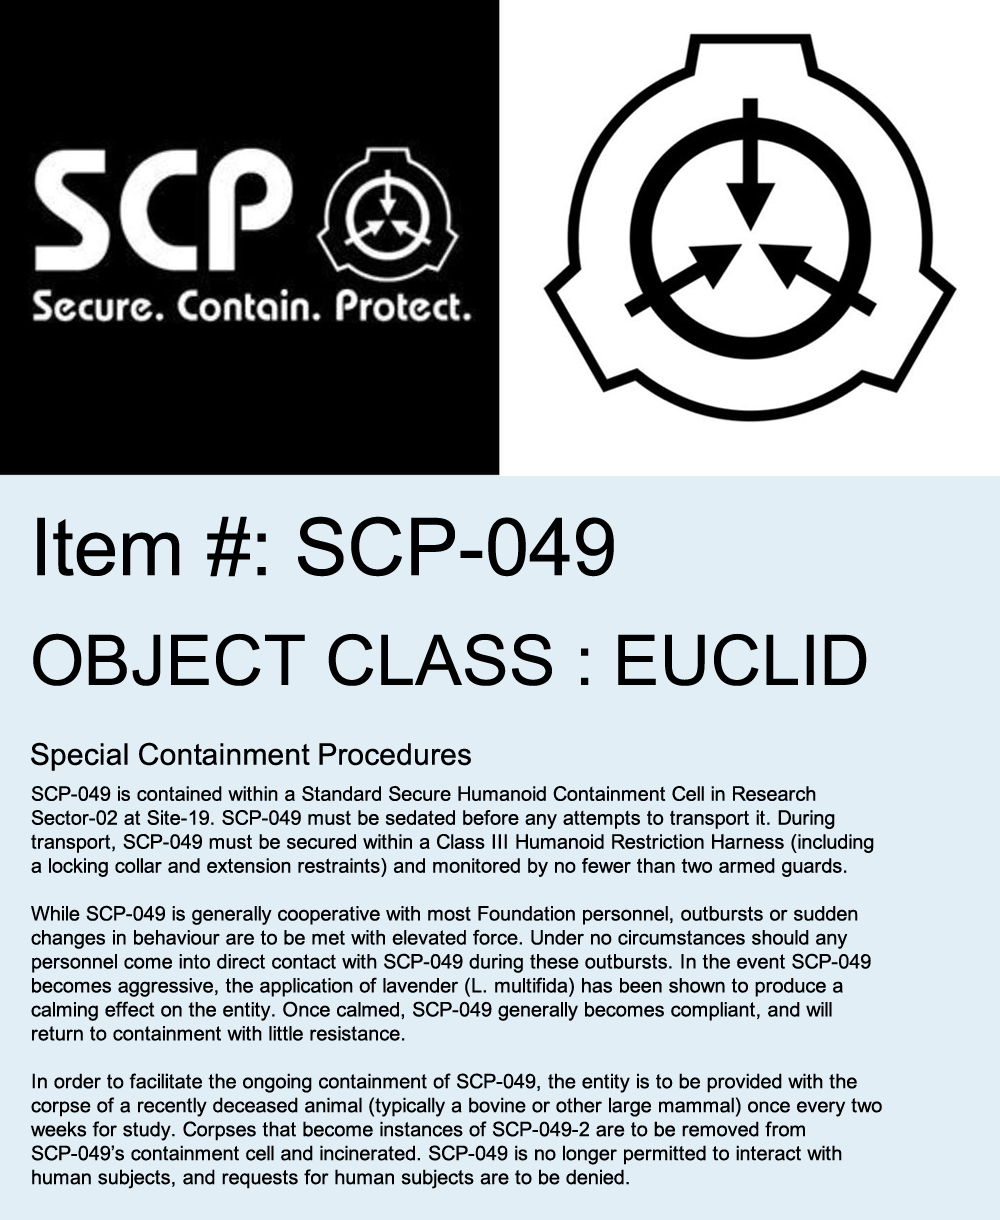 SCP
Secure. Contain. Protect.
Item #: SCP-049
OBJECT CLASS : EUCLID
Special Containment Procedures
SCP-049 is contained within a Standard Secure Humanoid Containment Cell in Research
Sector-02 at Site-19. SCP-049 must be sedated before any attempts to transport it. During
transport, SCP-049 must be secured within a Class III Humanoid Restriction Harness (including
a locking collar and extension restraints) and monitored by no fewer than two armed guards.
While SCP-049 is generally cooperative with most Foundation personnel, outbursts or sudden
changes in behaviour are to be met with elevated force. Under no circumstances should any
personnel come into direct contact with SCP-049 during these outbursts. In the event SCP-049
becomes aggressive, the application of lavender (L. multifida) has been shown to produce a
calming effect on the entity. Once calmed, SCP-049 generally becomes compliant, and will
return to containment with little resistance.
In order to facilitate the ongoing containment of SCP-049, the entity is to be provided with the
corpse of a recently deceased animal (typically a bovine or other large mammal) once every two
weeks for study. Corpses that become instances of SCP-049-2 are to be removed from
SCP-049’s containment cell and incinerated. SCP-049 is no longer permitted to interact with
human subjects, and requests for human subjects are to be denied.